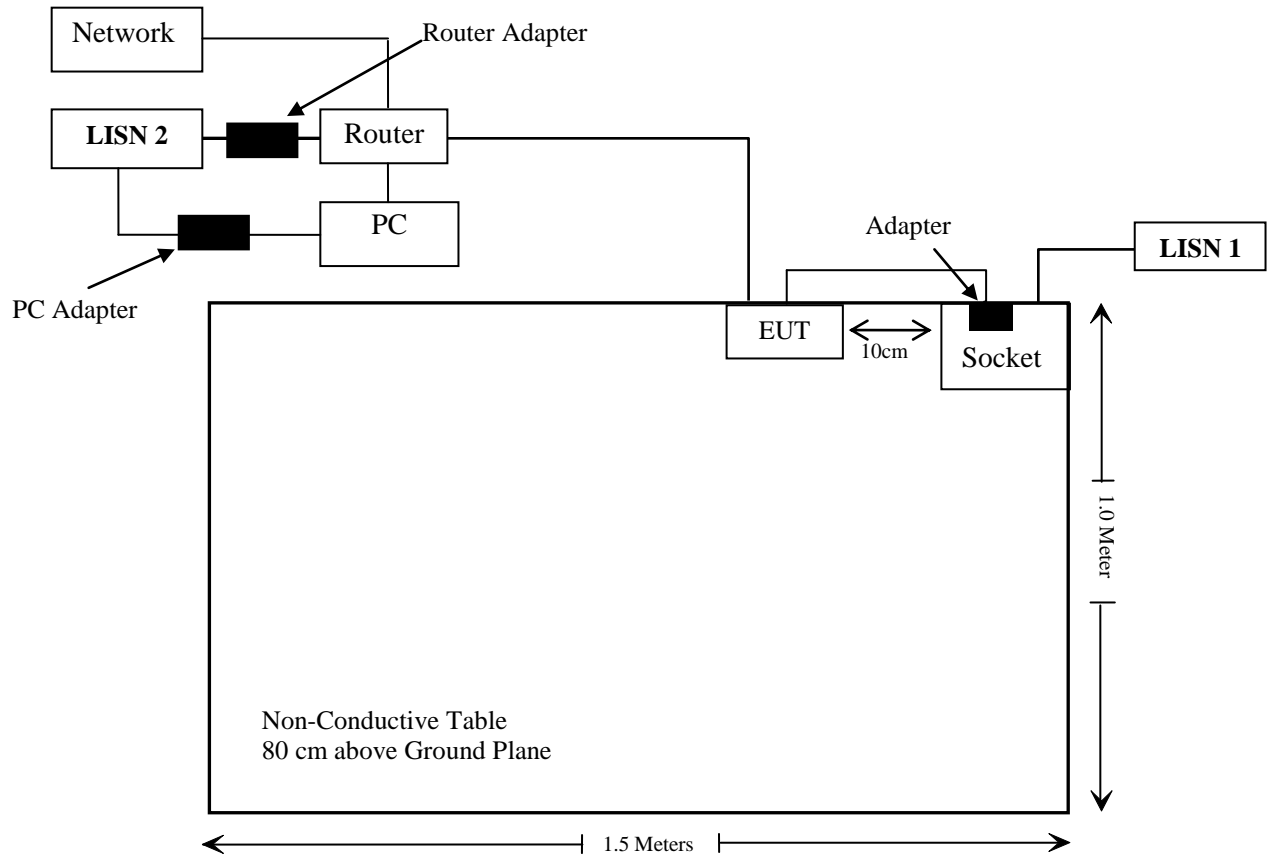 Network
Router Adapter
LISN 2
Router
PC
Adapter
LISN 1
PC Adapter
EUT
10cm
Socket
1.0 Meter
Non-Conductive Table
80 cm above Ground Plane
1.5 Meters